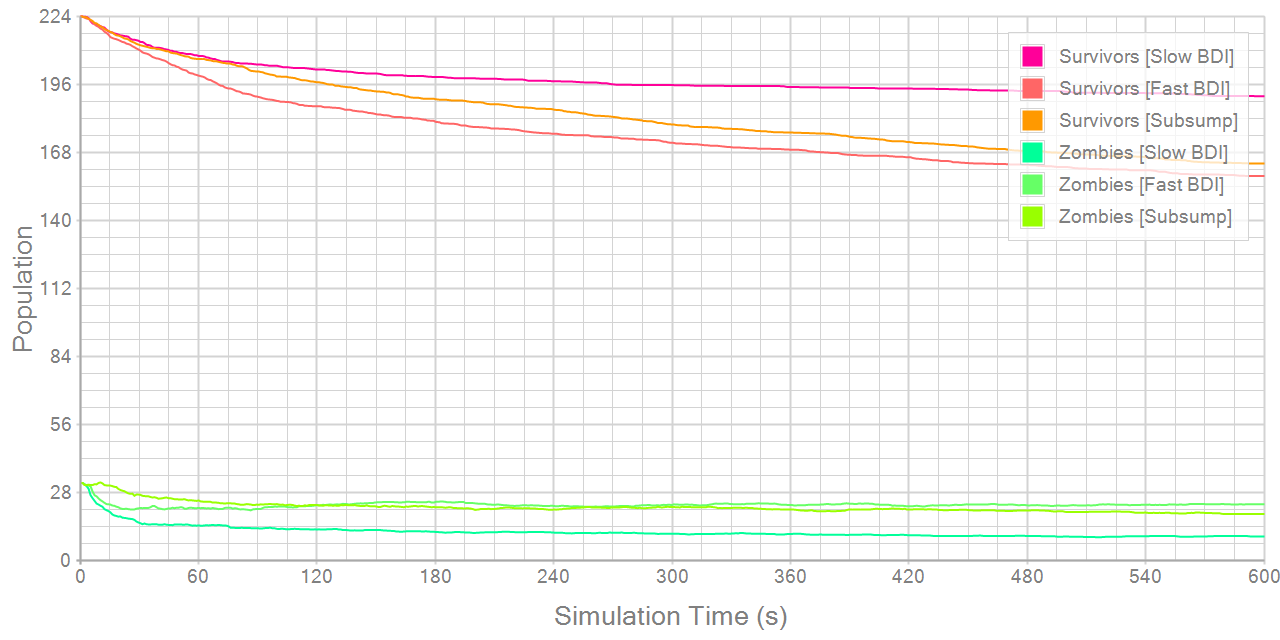 224
196
168
140
112
84
56
28
0
Population
0 60 120 180 240 300 360 420 480 540 600
Simulation Time (s)
Survivors [Slow BDI]
Survivors [Fast BDI]
Survivors [Subsump]
Zombies [Slow BDI]
Zombies [Fast BDI]
Zombies [Subsump]